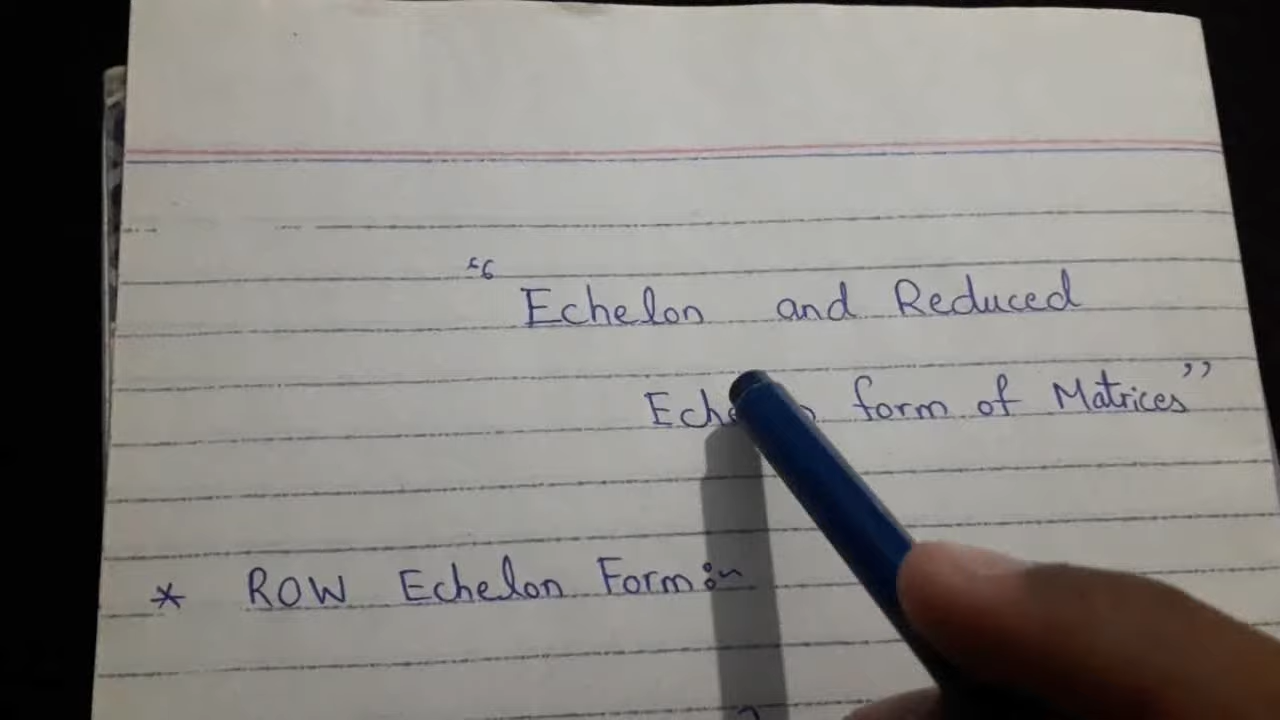 “ Echelon and Reduced
form of Matrices”
* ROW Echelon Form:~